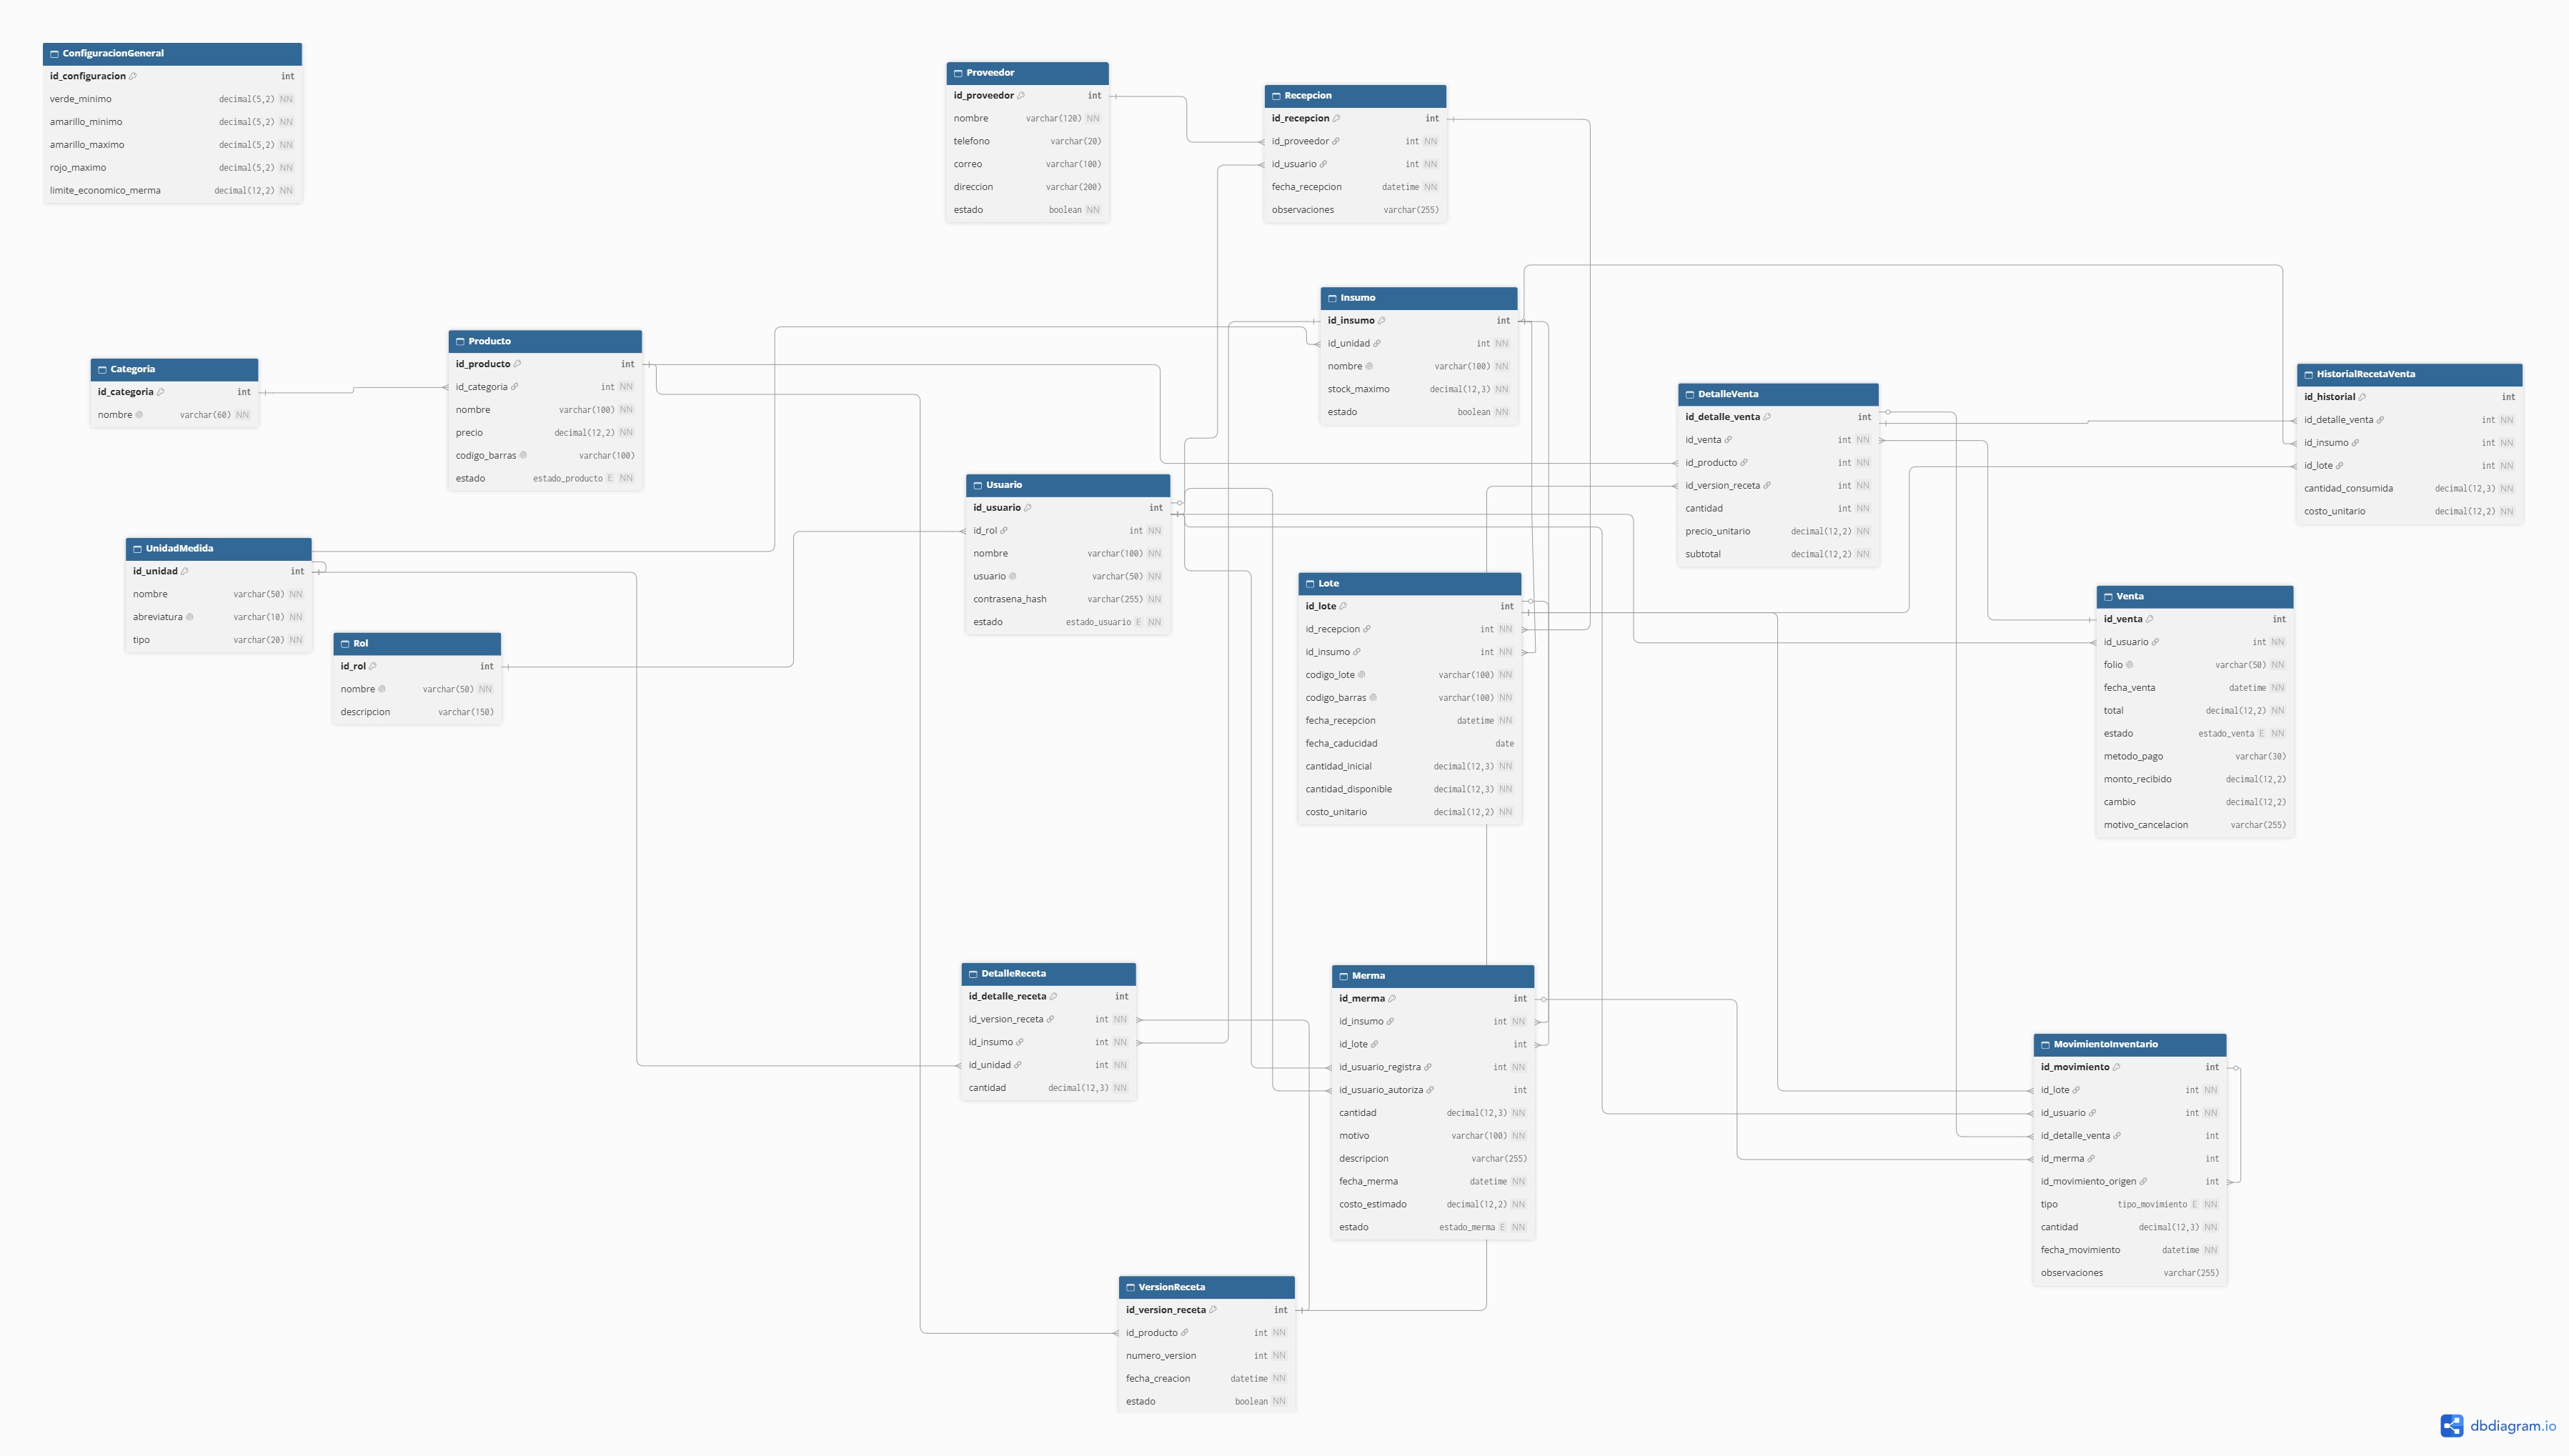 ConfiguracionGeneral
id_configuracion int
verde_minimo decimal(5,2) NN
amarillo_minimo decimal(5,2) NN
amarillo_maximo decimal(5,2) NN
rojo_maximo decimal(5,2) NN
limite_economico_merma decimal(12,2) NN
Proveedor
id_proveedor int
nombre varchar(120) NN
telefono varchar(20)
correo varchar(100)
direccion varchar(200)
estado boolean NN
Recepcion
id_recepcion int
id_proveedor int NN
id_usuario int NN
fecha_recepcion datetime NN
observaciones varchar(255)
Insumo
id_insumo int
id_unidad int NN
nombre varchar(100) NN
stock_maximo decimal(12,3) NN
estado boolean NN
Categoria
id_categoria int
nombre varchar(60) NN
Producto
id_producto int
id_categoria int NN
nombre varchar(100) NN
precio decimal(12,2) NN
codigo_barras varchar(100)
estado estado_producto E NN
DetalleVenta
id_detalle_venta int
id_venta int NN
id_producto int NN
id_version_receta int NN
cantidad int NN
precio_unitario decimal(12,2) NN
subtotal decimal(12,2) NN
HistorialRecetaVenta
id_historial int
id_detalle_venta int NN
id_insumo int NN
id_lote int NN
cantidad_consumida decimal(12,3) NN
costo_unitario decimal(12,2) NN
Usuario
id_usuario int
id_rol int NN
nombre varchar(100) NN
usuario varchar(50) NN
contrasena_hash varchar(255) NN
estado estado_usuario E NN
UnidadMedida
id_unidad int
nombre varchar(50) NN
abreviatura varchar(10) NN
tipo varchar(20) NN
Rol
id_rol int
nombre varchar(50) NN
descripcion varchar(150)
Lote
id_lote int
id_recepcion int NN
id_insumo int NN
codigo_lote varchar(100) NN
codigo_barras varchar(100) NN
fecha_recepcion datetime NN
fecha_caducidad date
cantidad_inicial decimal(12,3) NN
cantidad_disponible decimal(12,3) NN
costo_unitario decimal(12,2) NN
Venta
id_venta int
id_usuario int NN
folio varchar(50) NN
fecha_venta datetime NN
total decimal(12,2) NN
estado estado_venta E NN
metodo_pago varchar(30)
monto_recibido decimal(12,2)
cambio decimal(12,2)
motivo_cancelacion varchar(255)
DetalleReceta
id_detalle_receta int
id_version_receta int NN
id_insumo int NN
id_unidad int NN
cantidad decimal(12,3) NN
Merma
id_merma int
id_insumo int NN
id_lote int
id_usuario_registra int NN
id_usuario_autoriza int
cantidad decimal(12,3) NN
motivo varchar(100) NN
descripcion varchar(255)
fecha_merma datetime NN
costo_estimado decimal(12,2) NN
estado estado_merma E NN
MovimientoInventario
id_movimiento int
id_lote int NN
id_usuario int NN
id_detalle_venta int
id_merma int
id_movimiento_origen int
tipo tipo_movimiento E NN
cantidad decimal(12,3) NN
fecha_movimiento datetime NN
observaciones varchar(255)
VersionReceta
id_version_receta int
id_producto int NN
numero_version int NN
fecha_creacion datetime NN
estado boolean NN
dbdiagram.io